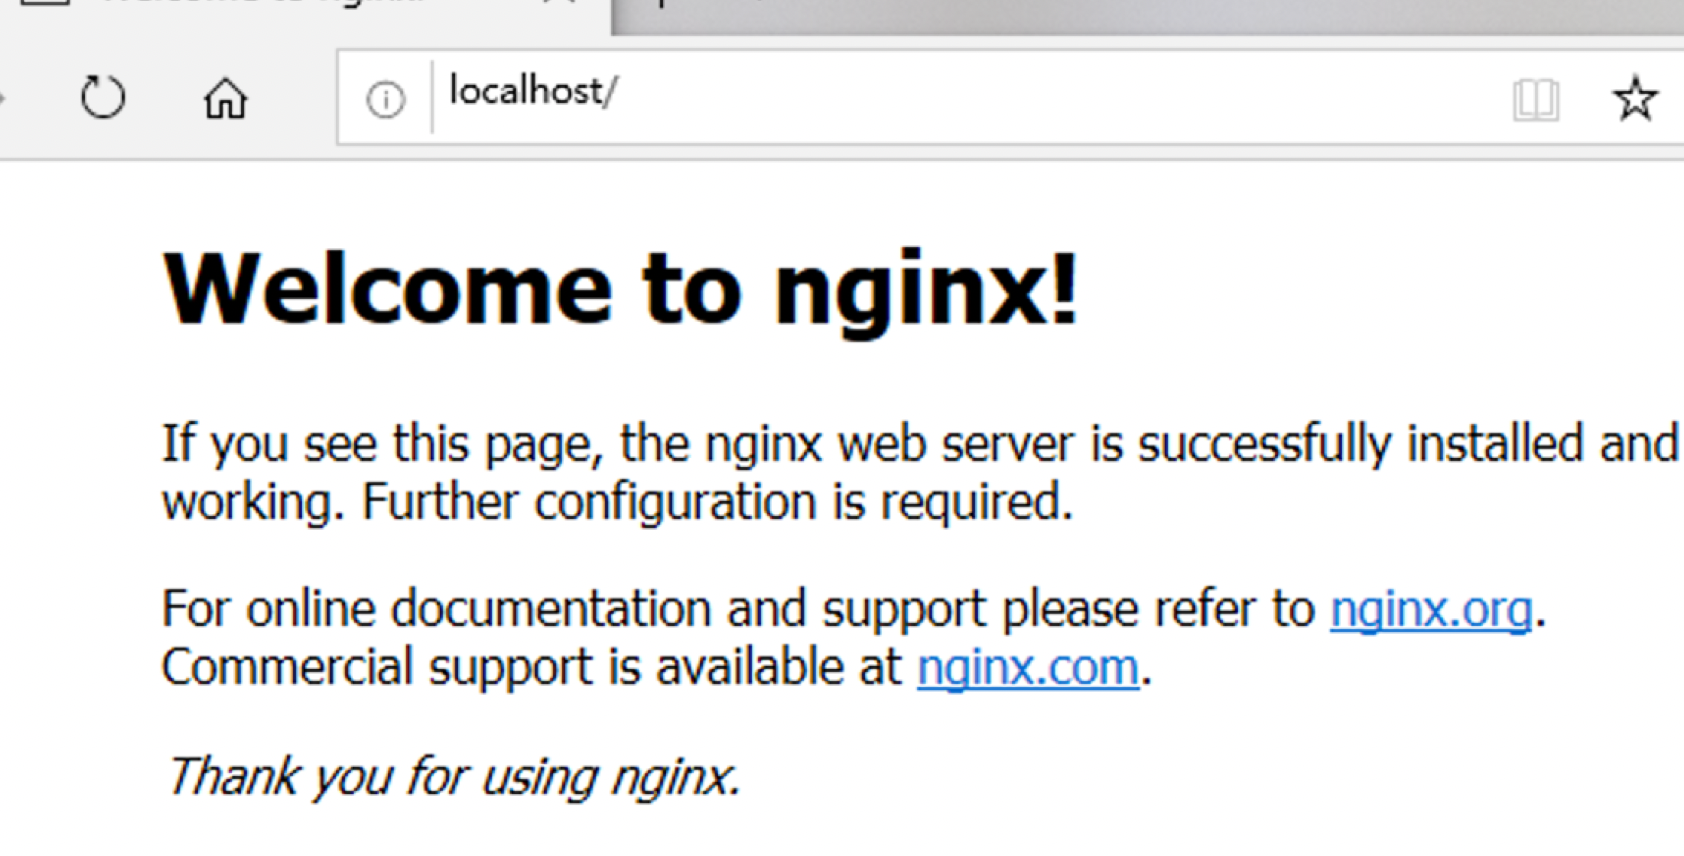 localhost/
Welcome to nginx!
If you see this page, the nginx web server is successfully installed and
working. Further configuration is required.
For online documentation and support please refer to nginx.org.
Commercial support is available at nginx.com.
Thank you for using nginx.